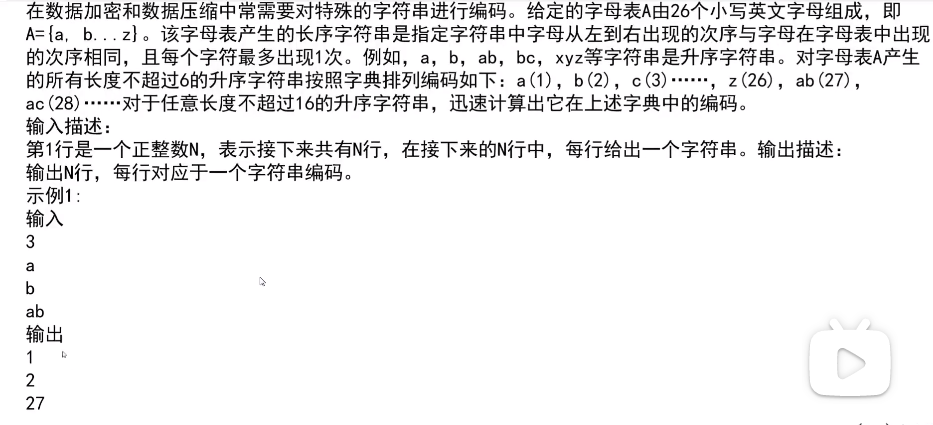 在数据加密和数据压缩中常需要对特殊的字符串进行编码。给定的字母表A由26个小写英文字母组成，即
A={a, b...z}。该字母表产生的长序字符串是指定字符串中字母从左到右出现的次序与字母在字母表中出现
的次序相同，且每个字符最多出现1次。例如，a，b，ab，bc，xyz等字符串是升序字符串。对字母表A产生
的所有长度不超过6的升序字符串按照字典排列编码如下：a(1)，b(2)，c(3)……，z(26)，ab(27)，
ac(28)……对于任意长度不超过16的升序字符串，迅速计算出它在上述字典中的编码。
输入描述：
第1行是一个正整数N，表示接下来共有N行，在接下来的N行中，每行给出一个字符串。输出描述：
输出N行，每行对应于一个字符串编码。
示例1：
输入
3
a
b
ab
输出
1
2
27